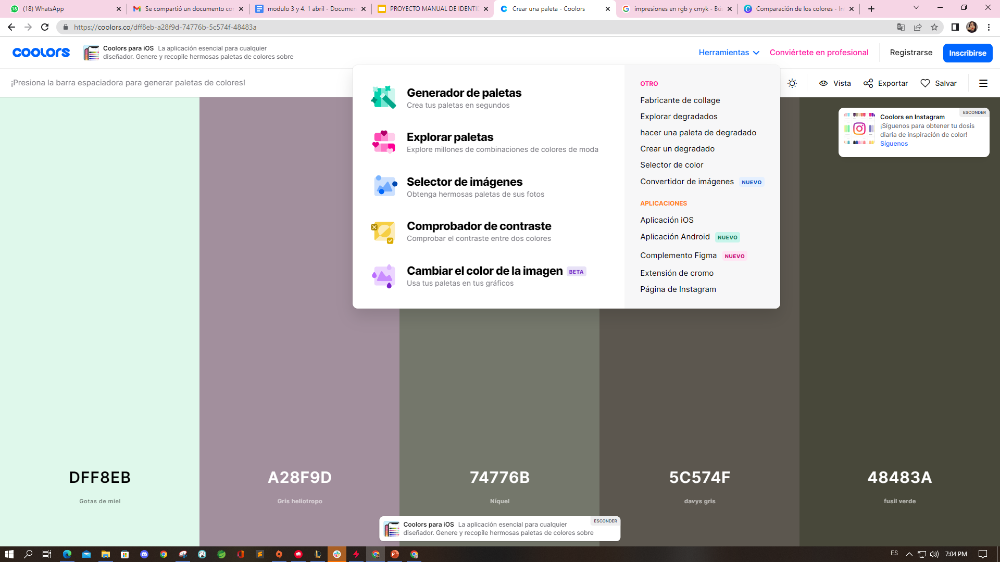 (18) WhatsApp
Se compartió un documento co
modulo 3 y 4. 1 abril - Documen
PROYECTO MANUAL DE IDENTI
Crear una paleta - Coolors
impresiones en rgb y cmyk - Bú
Comparación de los colores - In
https://coolors.co/dff8eb-a28f9d-74776b-5c574f-48483a
coolors
Coolors para iOS La aplicación esencial para cualquier
diseñador. Genere y recopile hermosas paletas de colores sobre
Herramientas
Conviértete en profesional
Registrarse
Inscribirse
¡Presiona la barra espaciadora para generar paletas de colores!
Vista
Exportar
Salvar
Generador de paletas
Crea tus paletas en segundos
Explorar paletas
Explore millones de combinaciones de colores de moda
Selector de imágenes
Obtenga hermosas paletas de sus fotos
Comprobador de contraste
Comprobar el contraste entre dos colores
Cambiar el color de la imagen BETA
Usa tus paletas en tus gráficos
OTRO
Fabricante de collage
Explorar degradados
hacer una paleta de degradado
Crear un degradado
Selector de color
Convertidor de imágenes NUEVO
APLICACIONES
Aplicación iOS
Aplicación Android NUEVO
Complemento Figma NUEVO
Extensión de cromo
Página de Instagram
ESCONDER
Coolors en Instagram
¡Síguenos para obtener tu dosis
diaria de inspiración de color!
Síguenos
DFF8EB
Gotas de miel
A28F9D
Gris heliotropo
74776B
Níquel
5C574F
davys gris
48483A
fusil verde
ESCONDER
Coolors para iOS La aplicación esencial para cualquier
diseñador. Genere y recopile hermosas paletas de colores sobre
ES
7:04 PM